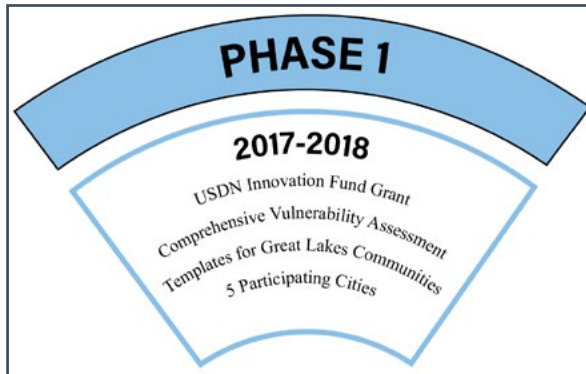 PHASE 1
2017-2018
USDN Innovation Fund Grant
Comprehensive Vulnerability Assessment
Templates for Great Lakes Communities
5 Participating Cities